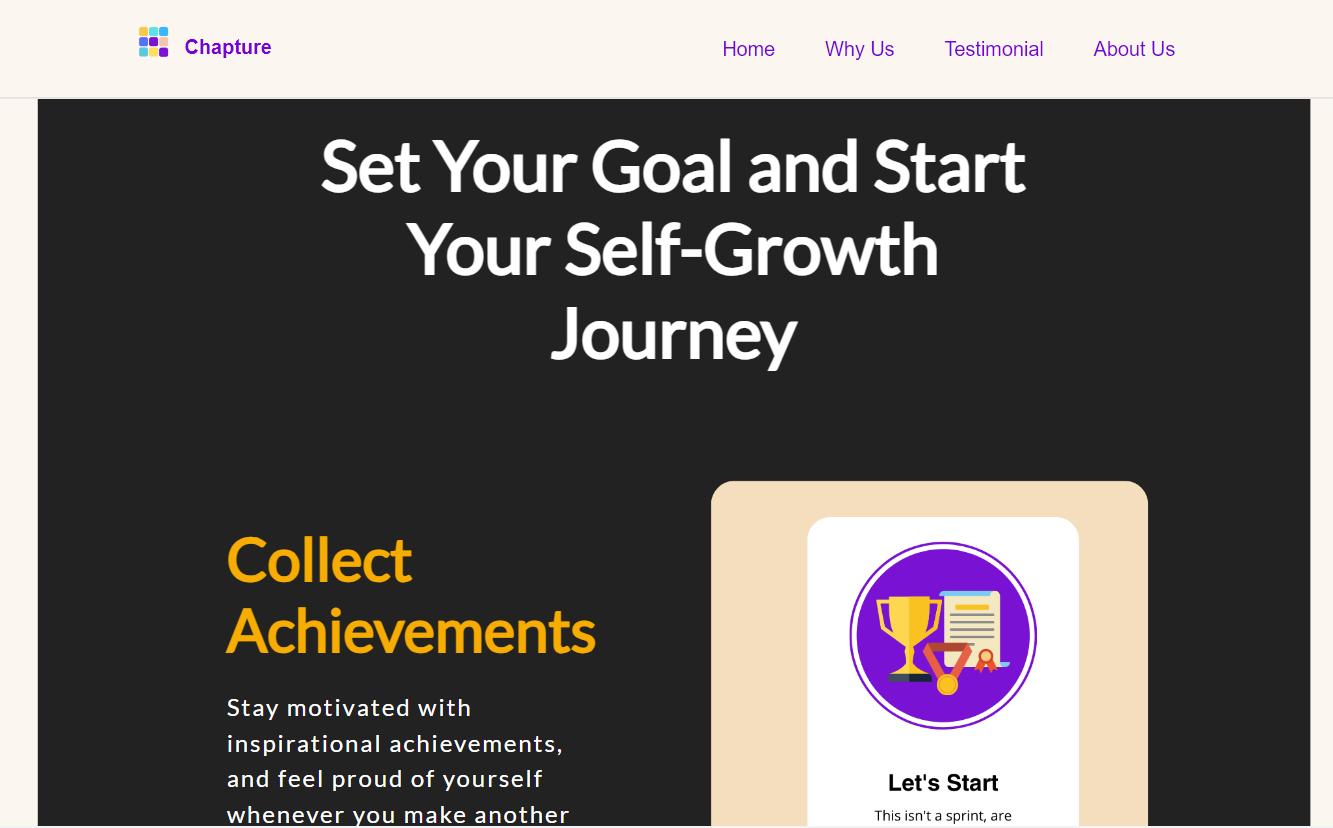 Chapture
Home
Why Us
Testimonial
About Us
Set Your Goal and Start
Your Self-Growth
Journey
Collect
Achievements
Stay motivated with
inspirational achievements,
and feel proud of yourself
whenever you make another
Let's Start
This isn't a sprint, are